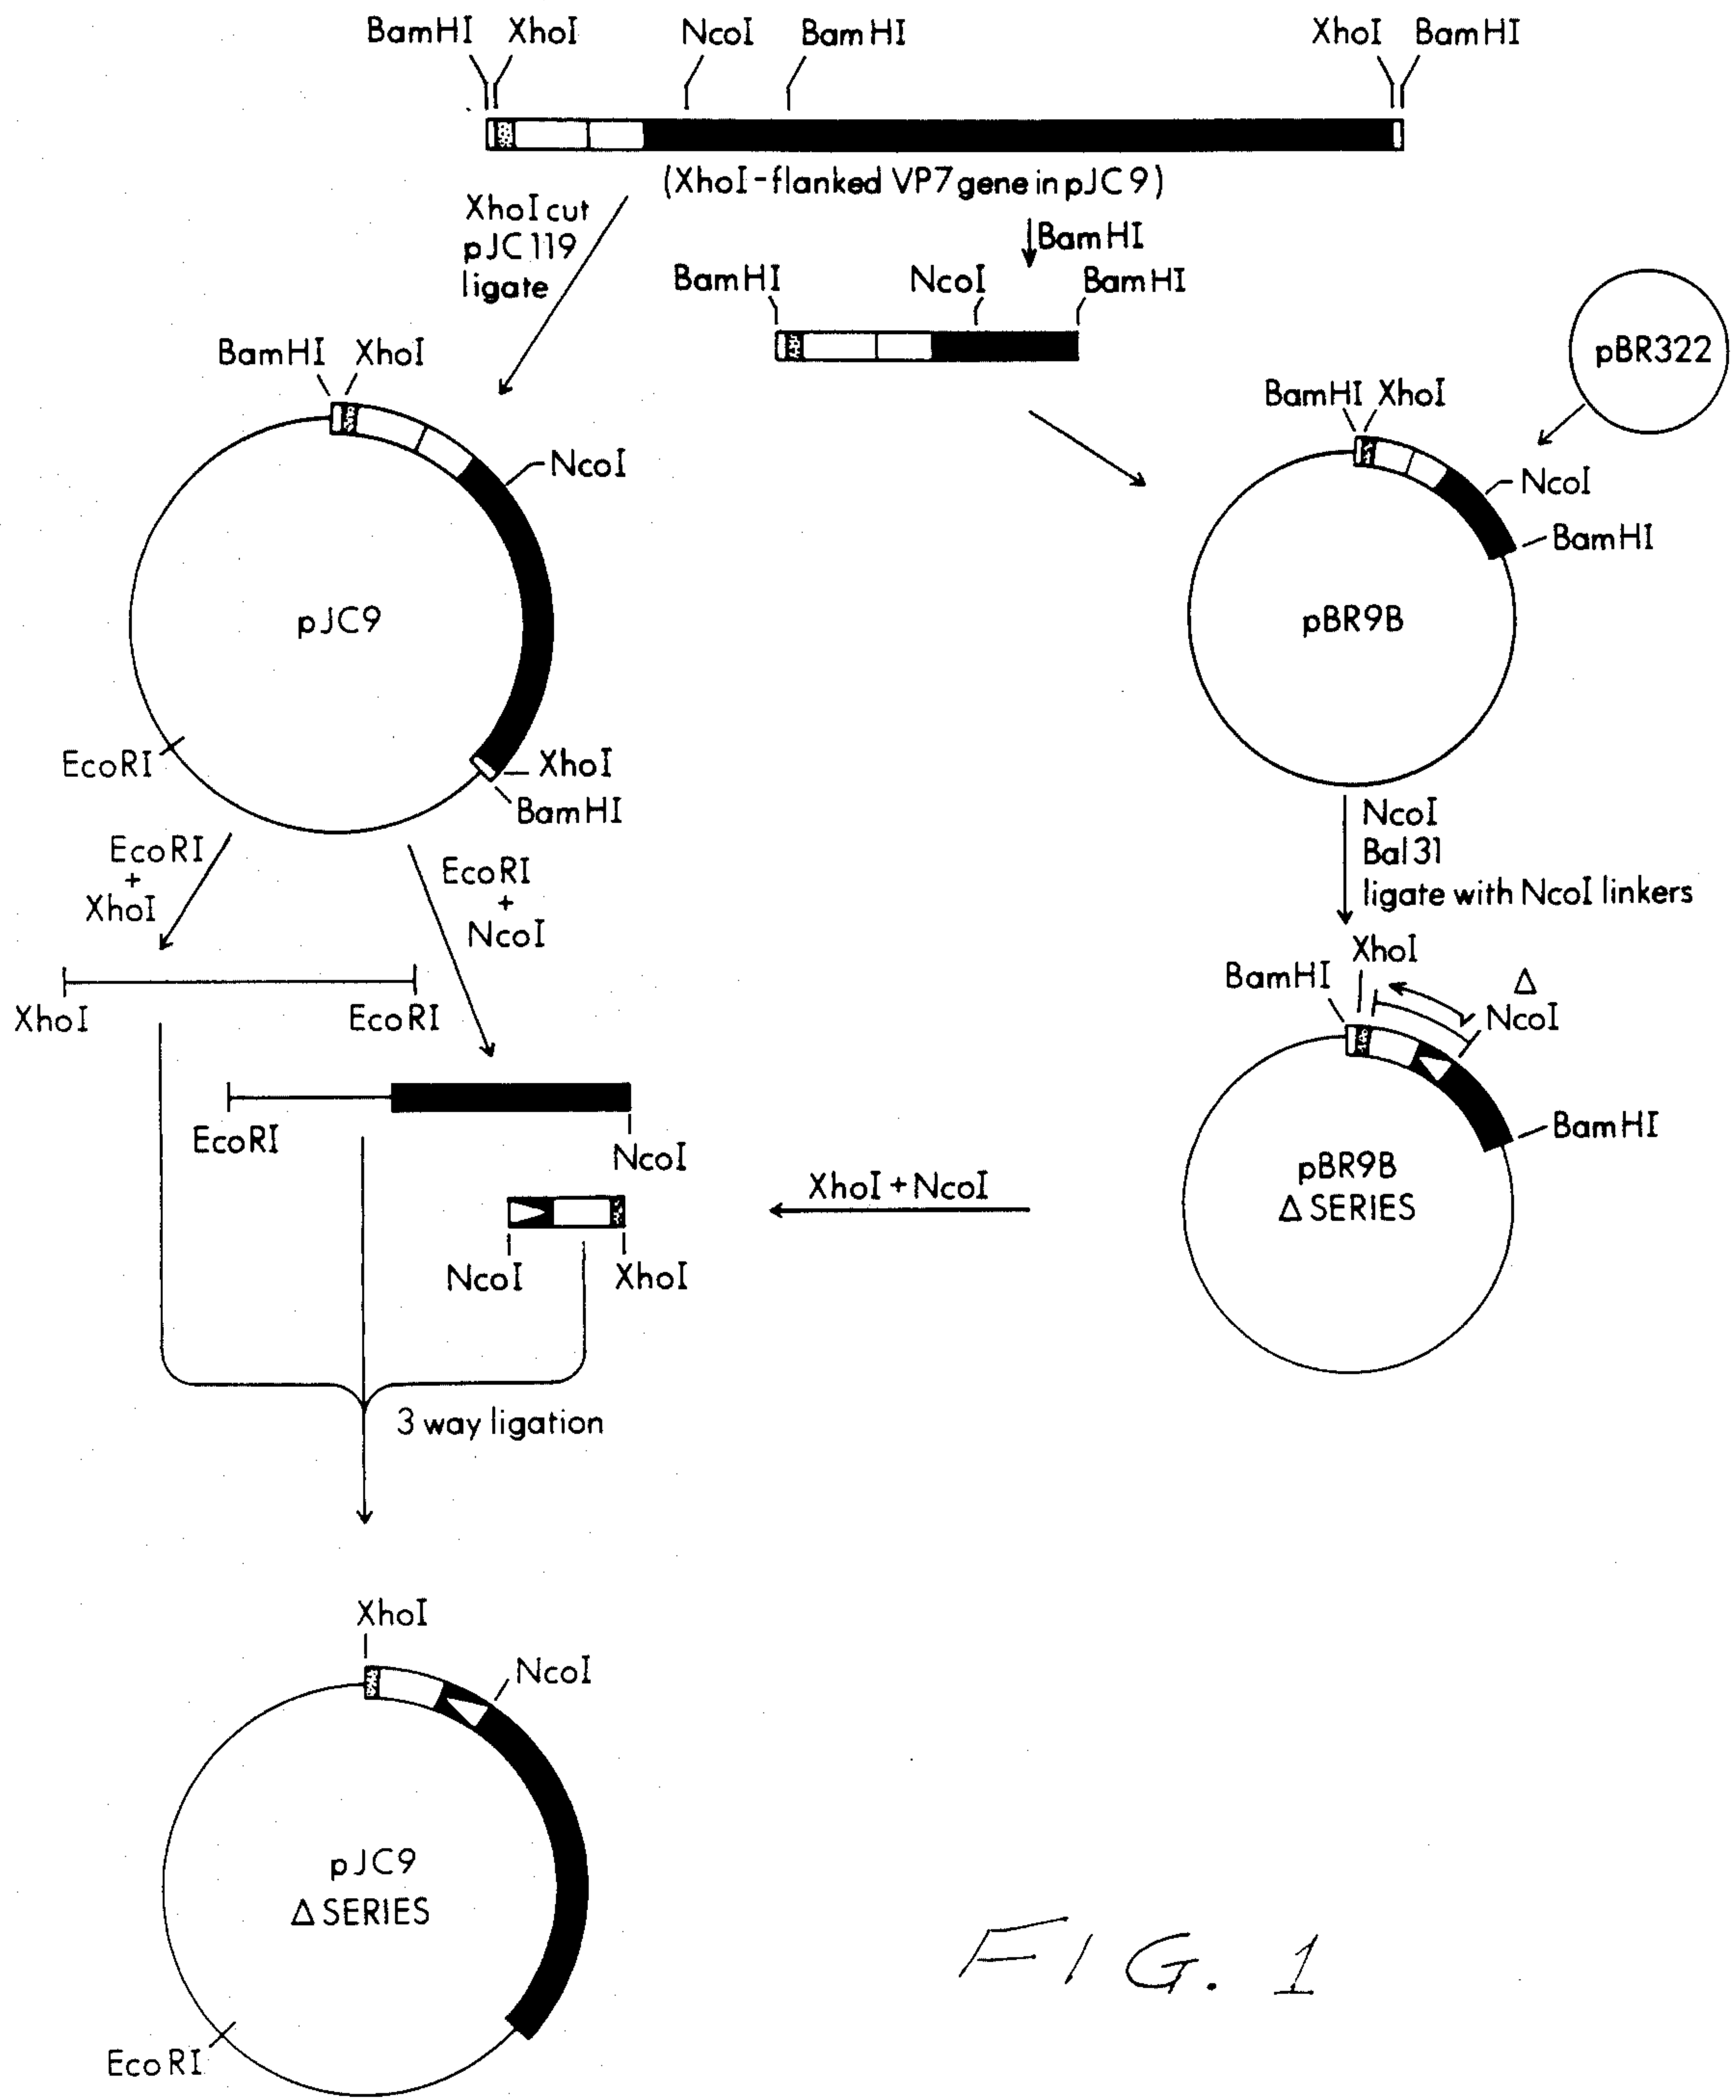 BamHI XhoI NcoI BamHI XhoI BamHI
(XhoI-flanked VP7 gene in pJC9)
XhoI cut
pJC119
ligate
BamHI
BamHI NcoI BamHI
pBR322
BamHI XhoI
NcoI
pJC9
EcoRI
XhoI
BamHI
BamHI XhoI
NcoI
BamHI
pBR9B
EcoRI
+
XhoI
EcoRI
+
NcoI
NcoI
Bal31
ligate with NcoI linkers
XhoI EcoRI
EcoRI
NcoI
NcoI XhoI
XhoI+NcoI
XhoI
BamHI
Δ
NcoI
BamHI
pBR9B
Δ SERIES
3 way ligation
XhoI
NcoI
pJC9
Δ SERIES
EcoRI
FIG. 1